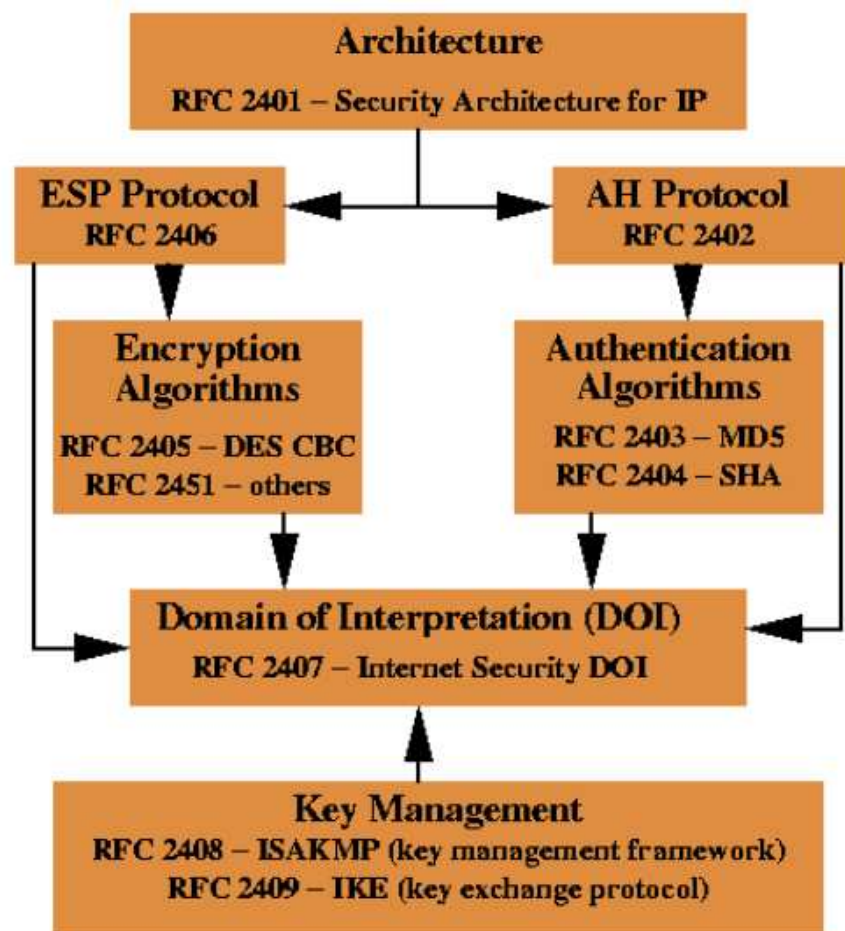 Architecture
RFC 2401 – Security Architecture for IP
ESP Protocol
RFC 2406
AH Protocol
RFC 2402
Encryption
Algorithms
RFC 2405 – DES CBC
RFC 2451 – others
Authentication
Algorithms
RFC 2403 – MD5
RFC 2404 – SHA
Domain of Interpretation (DOI)
RFC 2407 – Internet Security DOI
Key Management
RFC 2408 – ISAKMP (key management framework)
RFC 2409 – IKE (key exchange protocol)